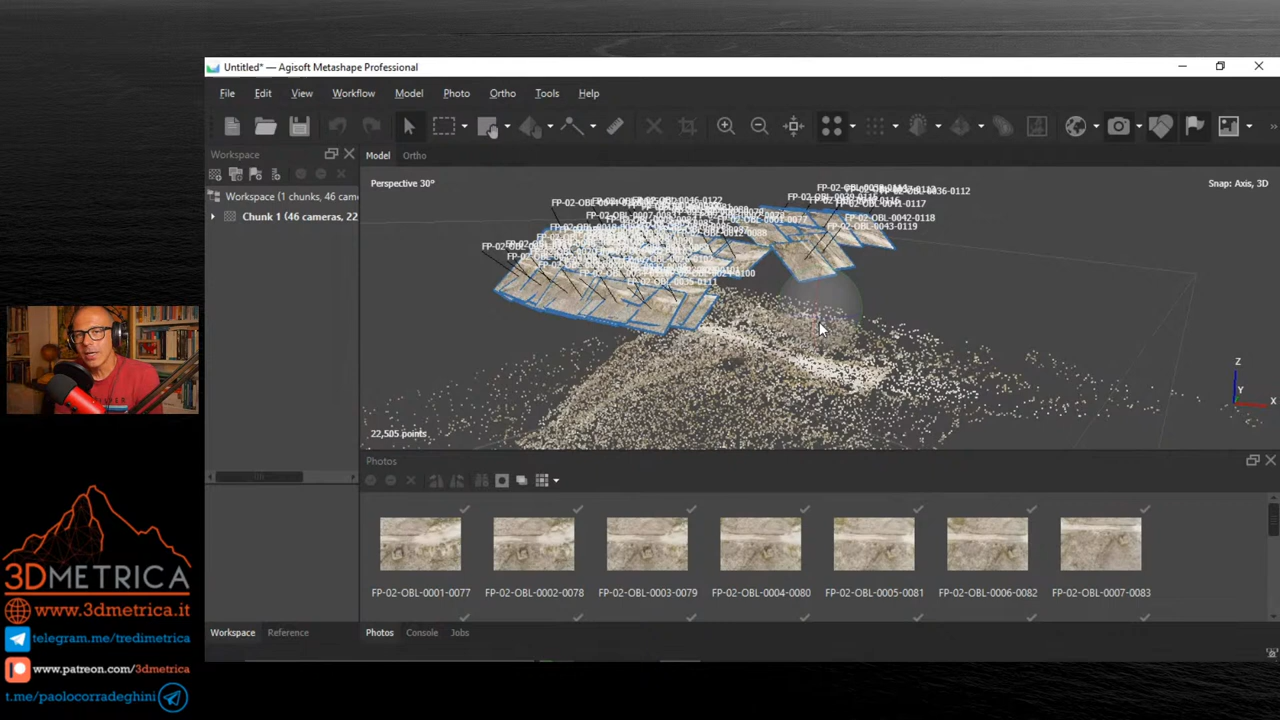 Untitled* — Agisoft Metashape Professional
File Edit View Workflow Model Photo Ortho Tools Help
Workspace
Model Ortho
Perspective 30°
Snap: Axis, 3D
Workspace (1 chunks, 46 cam
Chunk 1 (46 cameras, 22
FP-02-OBL-0042-0118
FP-02-OBL-0043-0119
FP-02-OBL-0035-0111
22,505 points
Z
Y
X
Photos
FP-02-OBL-0001-0077 FP-02-OBL-0002-0078 FP-02-OBL-0003-0079 FP-02-OBL-0004-0080 FP-02-OBL-0005-0081 FP-02-OBL-0006-0082 FP-02-OBL-0007-0083
Workspace Reference
Photos Console Jobs
3DMETRICA
www.3dmetrica.it
telegram.me/tredimetrica
www.patreon.com/3dmetrica
t.me/paolocorradeghini